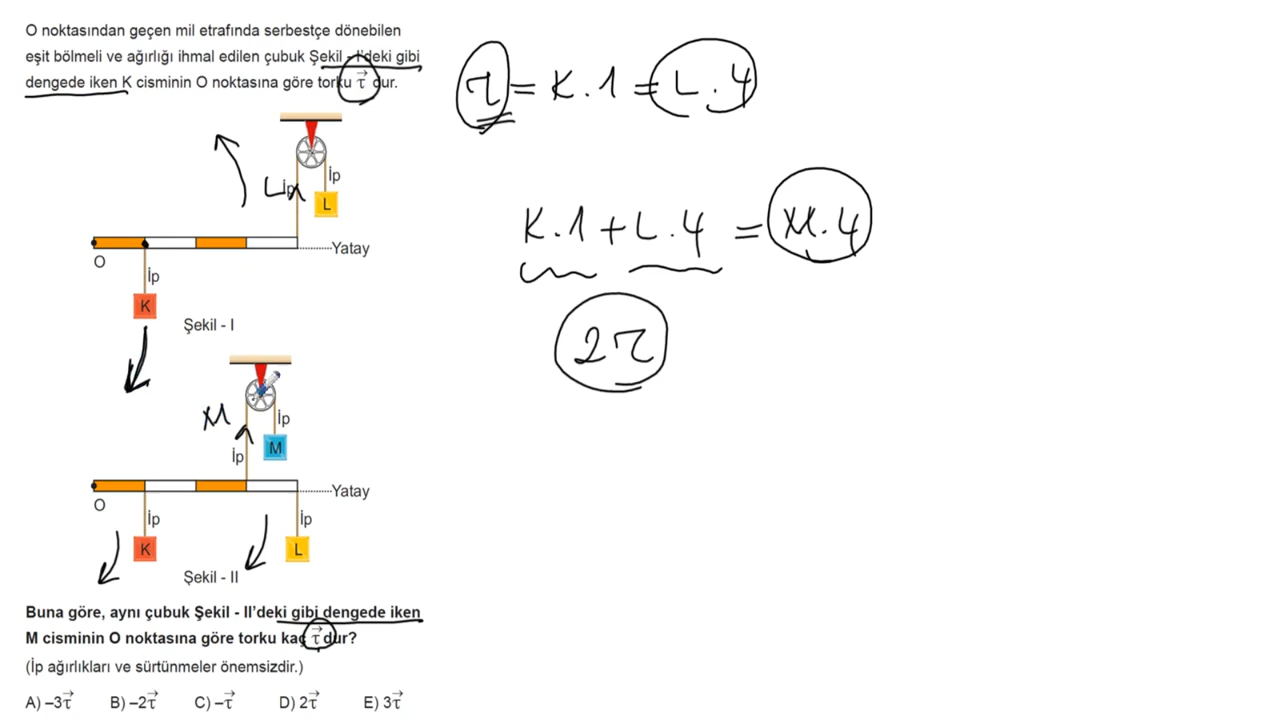 O noktasından geçen mil etrafında serbestçe dönebilen
eşit bölmeli ve ağırlığı ihmal edilen çubuk Şekil - I'deki gibi
dengede iken K cisminin O noktasına göre torku τ⃗ dur.
τ = K.1 = L.4
İp
L
İp
L
Yatay
O
İp
K
Şekil - I
K.1 + L.4 = M.4
2τ
M
İp
M
İp
Yatay
O
İp
İp
K
L
Şekil - II
Buna göre, aynı çubuk Şekil - II'deki gibi dengede iken
M cisminin O noktasına göre torku kaç τ⃗ dur?
(İp ağırlıkları ve sürtünmeler önemsizdir.)
A) –3τ⃗ B) –2τ⃗ C) –τ⃗ D) 2τ⃗ E) 3τ⃗